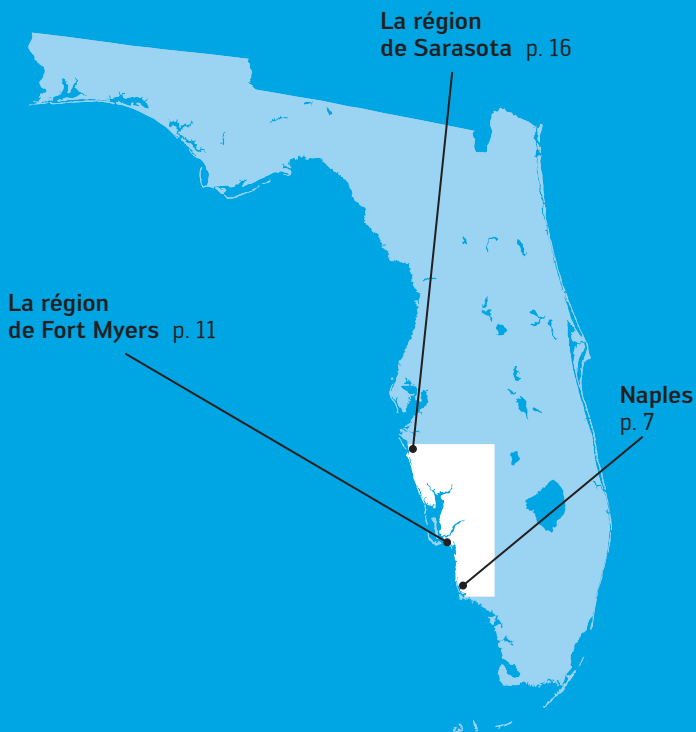 La région
de Sarasota p. 16
La région
de Fort Myers p. 11
Naples
p. 7